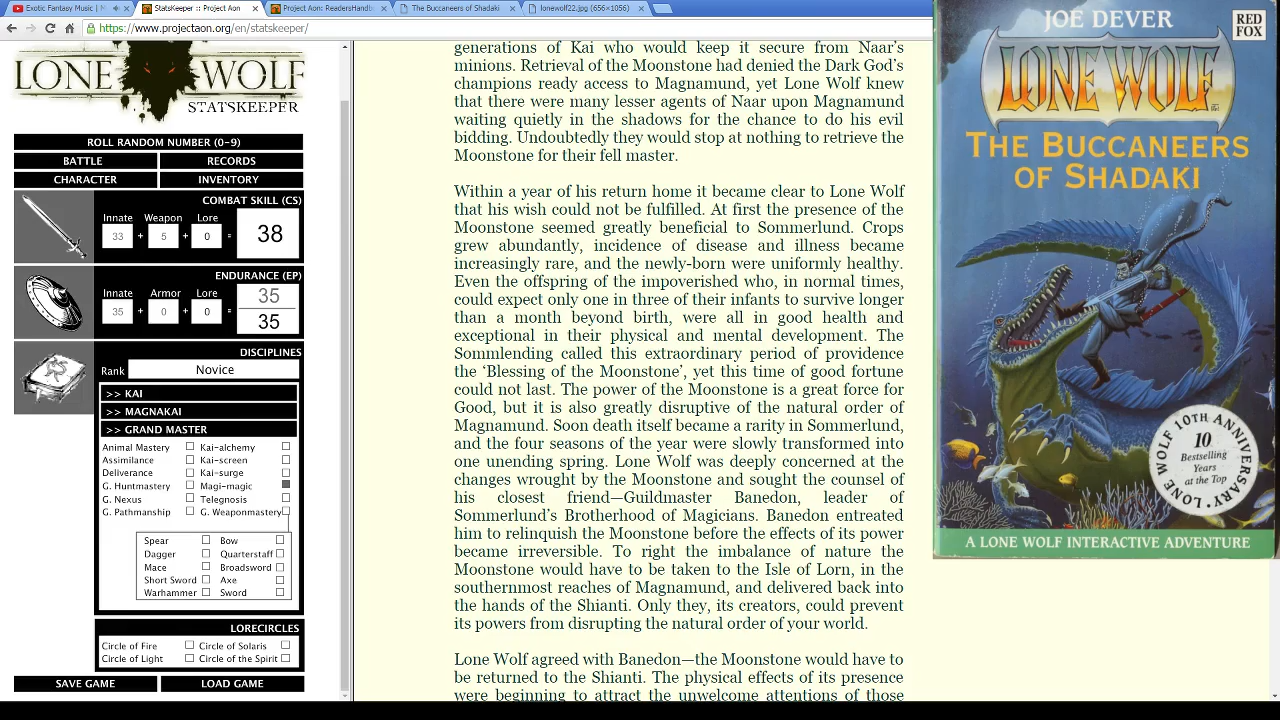 Exotic Fantasy Music |
StatsKeeper :: Project Aon
Project Aon: ReadersHandb
The Buccaneers of Shadaki
lonewolf22.jpg (656×1056)
https://www.projectaon.org/en/statskeeper/
LONE WOLF
STATSKEEPER
ROLL RANDOM NUMBER (0-9)
BATTLE RECORDS
CHARACTER INVENTORY
COMBAT SKILL (CS)
Innate Weapon Lore
33 + 5 + 0 = 38
ENDURANCE (EP)
Innate Armor Lore
35 + 0 + 0 = 35
35
DISCIPLINES
Rank Novice
>> KAI
>> MAGNAKAI
>> GRAND MASTER
Animal Mastery Kai-alchemy
Assimilance Kai-screen
Deliverance Kai-surge
G. Huntmastery Magi-magic
G. Nexus Telegnosis
G. Pathmanship G. Weaponmastery
Spear Bow
Dagger Quarterstaff
Mace Broadsword
Short Sword Axe
Warhammer Sword
LORECIRCLES
Circle of Fire Circle of Solaris
Circle of Light Circle of the Spirit
SAVE GAME LOAD GAME
generations of Kai who would keep it secure from Naar's
minions. Retrieval of the Moonstone had denied the Dark God's
champions ready access to Magnamund, yet Lone Wolf knew
that there were many lesser agents of Naar upon Magnamund
waiting quietly in the shadows for the chance to do his evil
bidding. Undoubtedly they would stop at nothing to retrieve the
Moonstone for their fell master.
Within a year of his return home it became clear to Lone Wolf
that his wish could not be fulfilled. At first the presence of the
Moonstone seemed greatly beneficial to Sommerlund. Crops
grew abundantly, incidence of disease and illness became
increasingly rare, and the newly-born were uniformly healthy.
Even the offspring of the impoverished who, in normal times,
could expect only one in three of their infants to survive longer
than a month beyond birth, were all in good health and
exceptional in their physical and mental development. The
Sommlending called this extraordinary period of providence
the ‘Blessing of the Moonstone’, yet this time of good fortune
could not last. The power of the Moonstone is a great force for
Good, but it is also greatly disruptive of the natural order of
Magnamund. Soon death itself became a rarity in Sommerlund,
and the four seasons of the year were slowly transformed into
one unending spring. Lone Wolf was deeply concerned at the
changes wrought by the Moonstone and sought the counsel of
his closest friend—Guildmaster Banedon, leader of
Sommerlund's Brotherhood of Magicians. Banedon entreated
him to relinquish the Moonstone before the effects of its power
became irreversible. To right the imbalance of nature the
Moonstone would have to be taken to the Isle of Lorn, in the
southernmost reaches of Magnamund, and delivered back into
the hands of the Shianti. Only they, its creators, could prevent
its powers from disrupting the natural order of your world.
Lone Wolf agreed with Banedon—the Moonstone would have to
be returned to the Shianti. The physical effect of its presence
were beginning to attract the unwelcome attentions of those
JOE DEVER
RED
FOX
LONE WOLF
THE BUCCANEERS
OF SHADAKI
LONE WOLF 10TH ANNIVERSARY
10
Bestselling
Years
at the Top
A LONE WOLF INTERACTIVE ADVENTURE